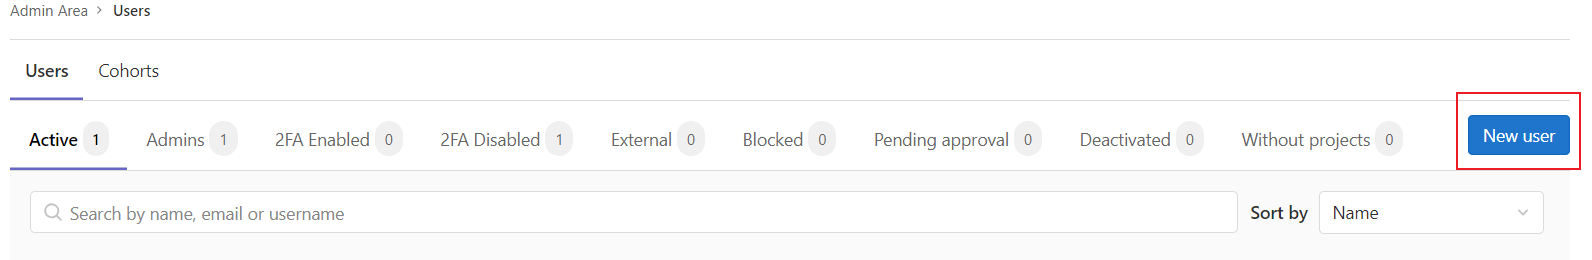 Admin Area > Users
Users Cohorts
Active 1 Admins 1 2FA Enabled 0 2FA Disabled 1 External 0 Blocked 0 Pending approval 0 Deactivated 0 Without projects 0 New user
Search by name, email or username Sort by Name